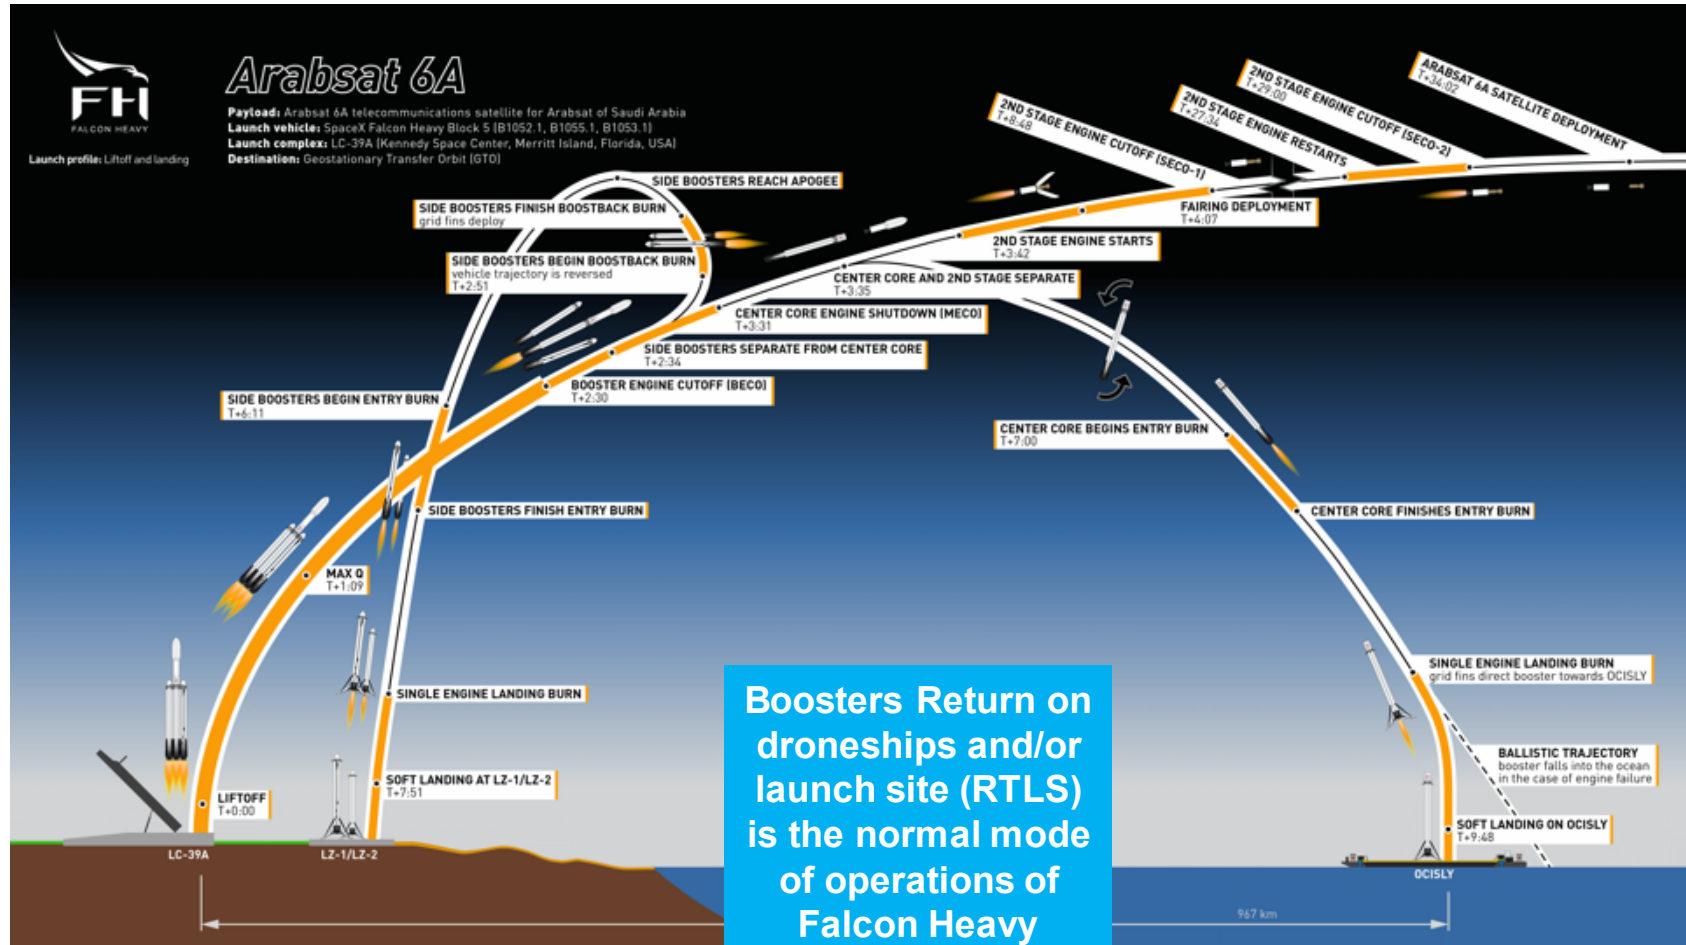 FH
FALCON HEAVY
Launch profile: Liftoff and landing
Arabsat 6A
Payload: Arabsat 6A telecommunications satellite for Arabsat of Saudi Arabia
Launch vehicle: SpaceX Falcon Heavy Block 5 (B1052.1, B1055.1, B1053.1)
Launch complex: LC-39A (Kennedy Space Center, Merritt Island, Florida, USA)
Destination: Geostationary Transfer Orbit (GTO)
ARABSAT 6A SATELLITE DEPLOYMENT
T+34:02
2ND STAGE ENGINE CUTOFF (SECO-2)
T+29:00
2ND STAGE ENGINE RESTARTS
T+27:34
2ND STAGE ENGINE CUTOFF (SECO-1)
T+8:48
SIDE BOOSTERS REACH APOGEE
SIDE BOOSTERS FINISH BOOSTBACK BURN
grid fins deploy
FAIRING DEPLOYMENT
T+4:07
2ND STAGE ENGINE STARTS
T+3:42
SIDE BOOSTERS BEGIN BOOSTBACK BURN
vehicle trajectory is reversed
T+2:51
CENTER CORE AND 2ND STAGE SEPARATE
T+3:35
CENTER CORE ENGINE SHUTDOWN (MECO)
T+3:31
SIDE BOOSTERS SEPARATE FROM CENTER CORE
T+2:34
BOOSTER ENGINE CUTOFF (BECO)
T+2:30
SIDE BOOSTERS BEGIN ENTRY BURN
T+6:11
CENTER CORE BEGINS ENTRY BURN
T+7:00
SIDE BOOSTERS FINISH ENTRY BURN
CENTER CORE FINISHES ENTRY BURN
MAX Q
T+1:09
SINGLE ENGINE LANDING BURN
SINGLE ENGINE LANDING BURN
grid fins direct booster towards OCISLY
BALLISTIC TRAJECTORY
booster falls into the ocean
in the case of engine failure
SOFT LANDING AT LZ-1/LZ-2
T+7:51
LIFTOFF
T+0:00
SOFT LANDING ON OCISLY
T+9:48
LC-39A
LZ-1/LZ-2
OCISLY
967 km
Boosters Return on
droneships and/or
launch site (RTLS)
is the normal mode
of operations of
Falcon Heavy